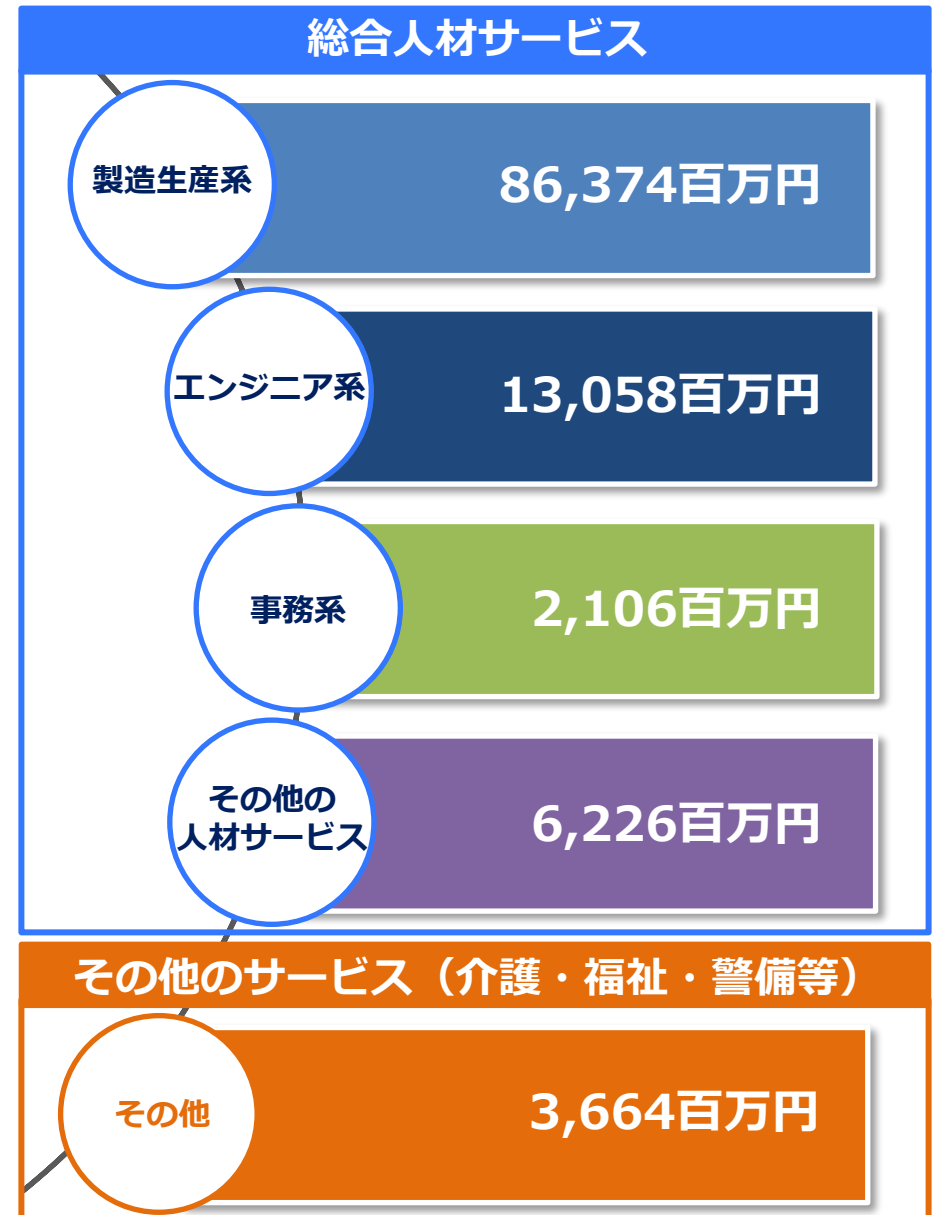 総合人材サービス
製造生産系
86,374百万円
エンジニア系
13,058百万円
事務系
2,106百万円
その他の
人材サービス
6,226百万円
その他のサービス（介護・福祉・警備等）
その他
3,664百万円